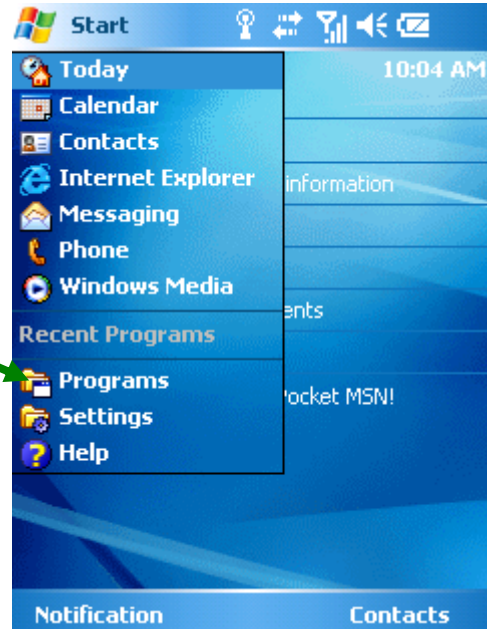 Start
Today
10:04 AM
Calendar
Contacts
Internet Explorer
information
Messaging
Phone
Windows Media
ents
Recent Programs
Programs
Pocket MSN!
Settings
Help
Notification Contacts